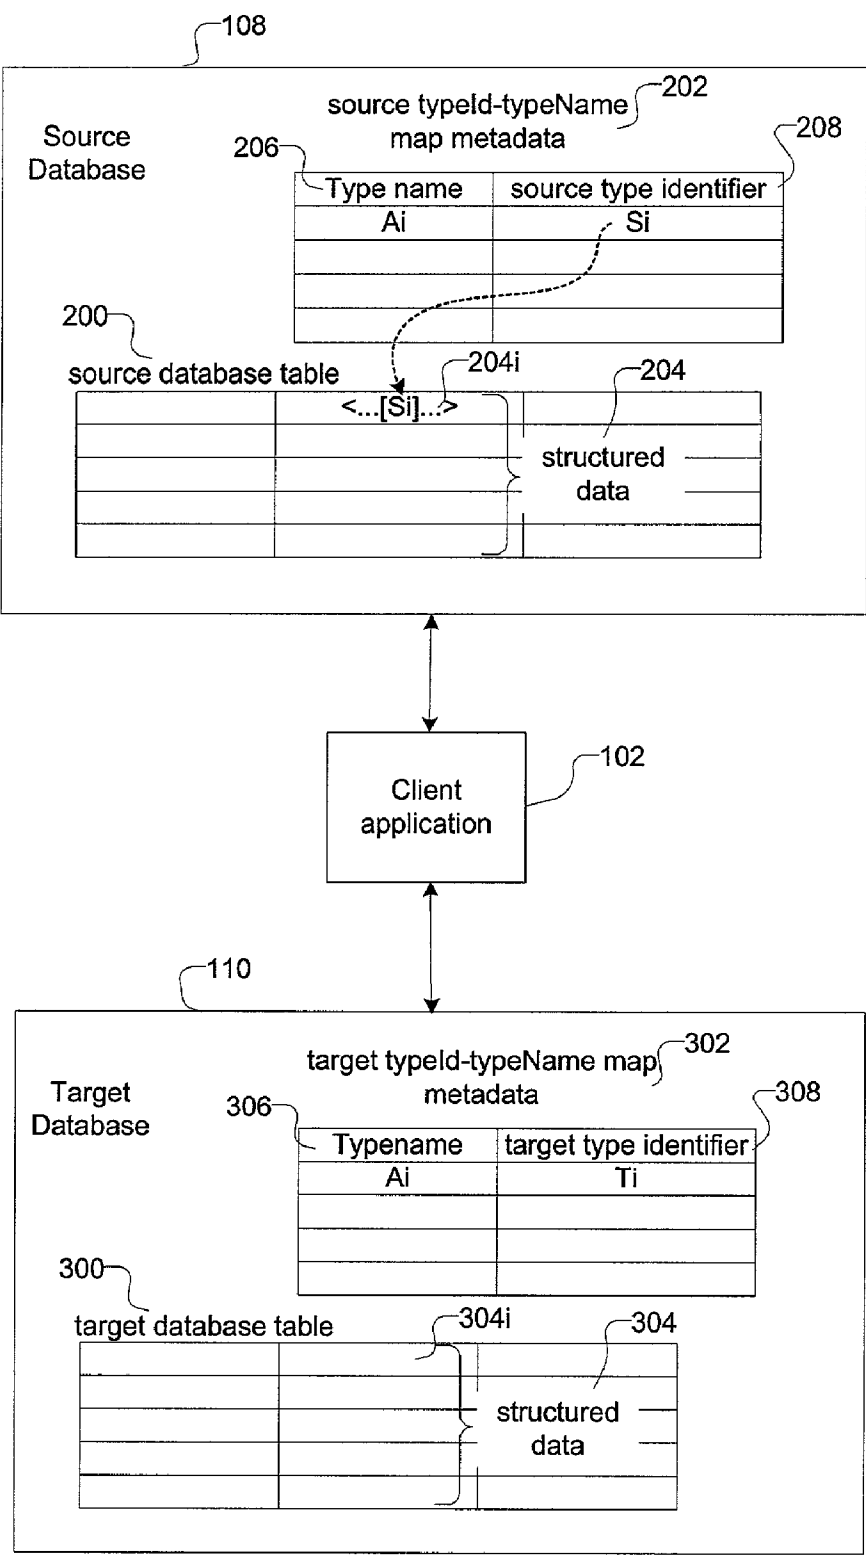 108
source typeId-typeName
map metadata
202
Source
Database
206
208
Type name
source type identifier
Ai
Si
200
source database table
204i
204
<...[Si]...>
structured
data
Client
application
102
110
target typeId-typeName map
metadata
302
Target
Database
306
308
Typename
target type identifier
Ai
Ti
300
target database table
304i
304
structured
data